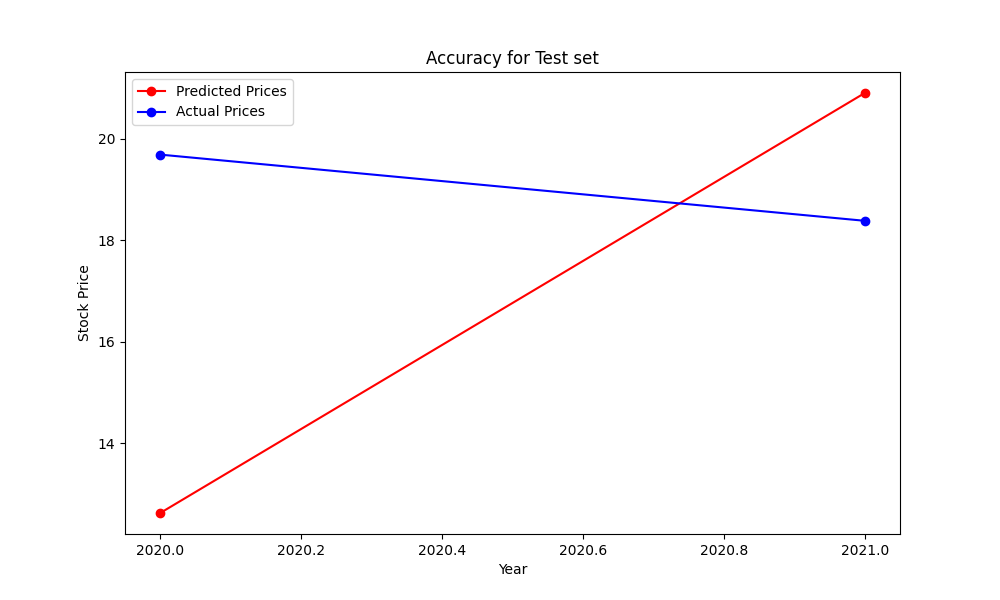 Accuracy for Test set
Predicted Prices
Actual Prices
20
18
16
14
Stock Price
2020.0 2020.2 2020.4 2020.6 2020.8 2021.0
Year